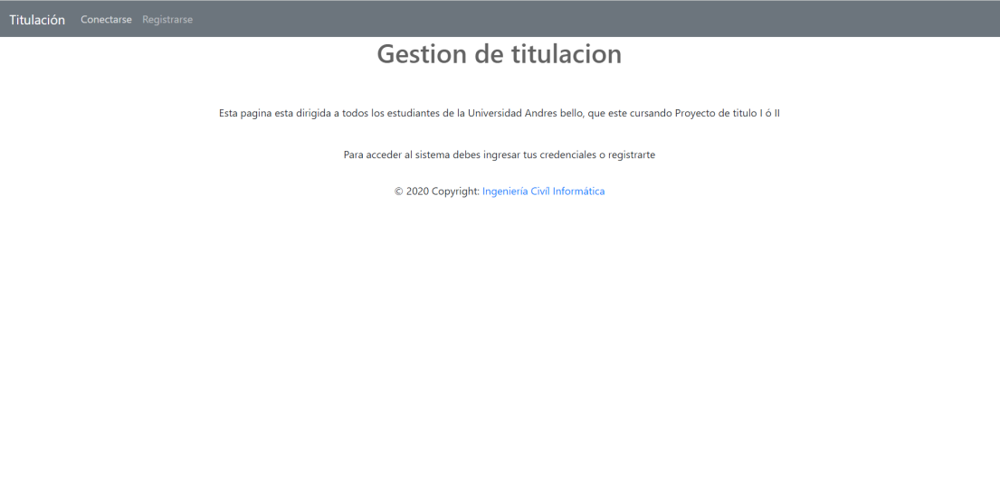 Titulación Conectarse Registrarse
Gestion de titulacion
Esta pagina esta dirigida a todos los estudiantes de la Universidad Andres bello, que este cursando Proyecto de titulo I ó II
Para acceder al sistema debes ingresar tus credenciales o registrarte
© 2020 Copyright: Ingeniería Civíl Informática